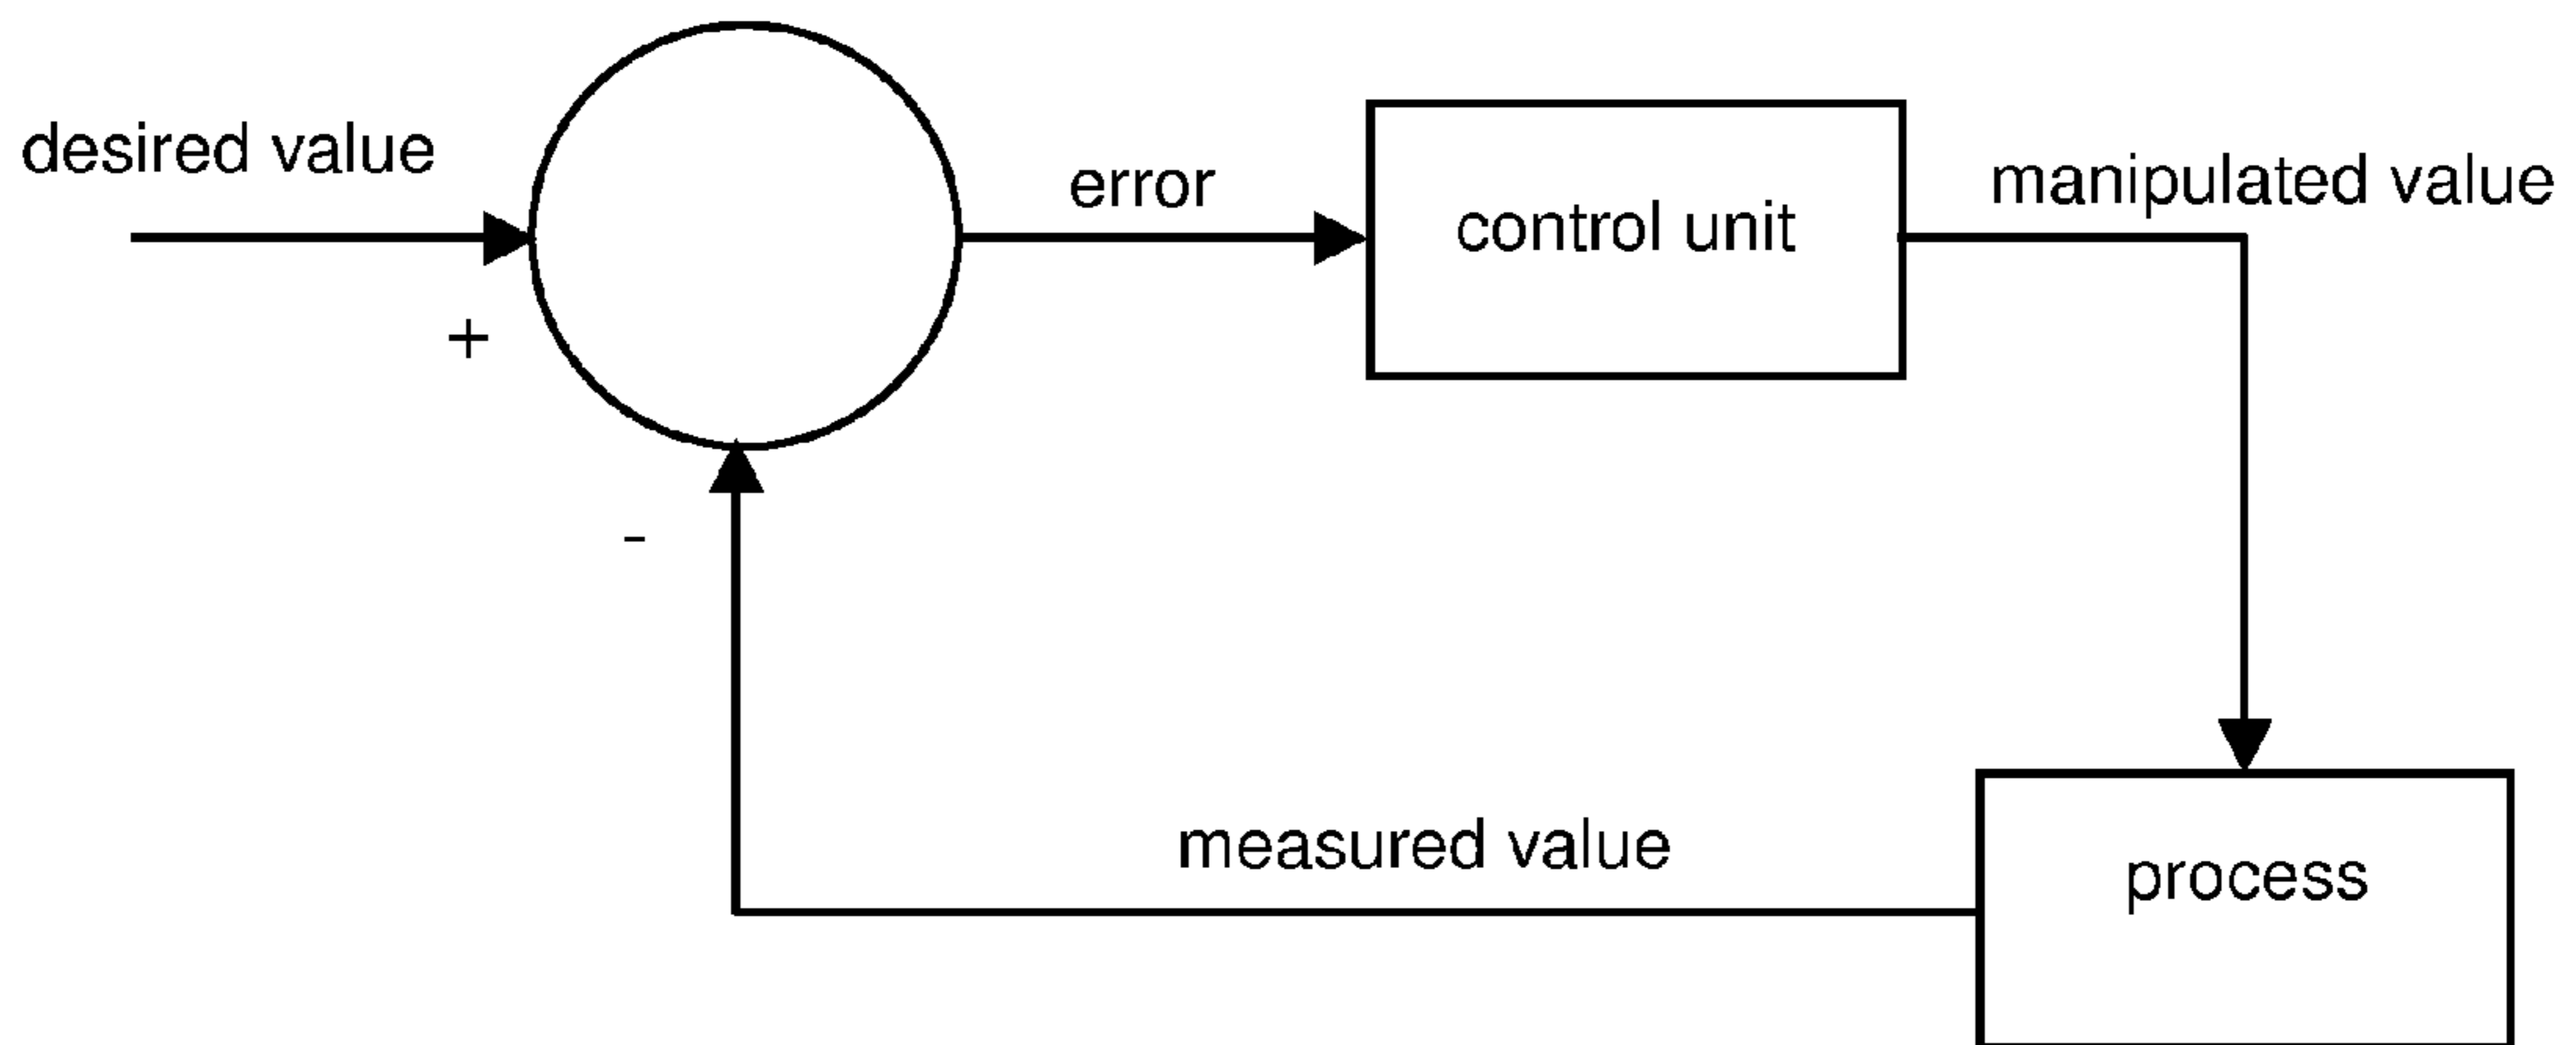 desired value
error
control unit
manipulated value
+
-
measured value
process